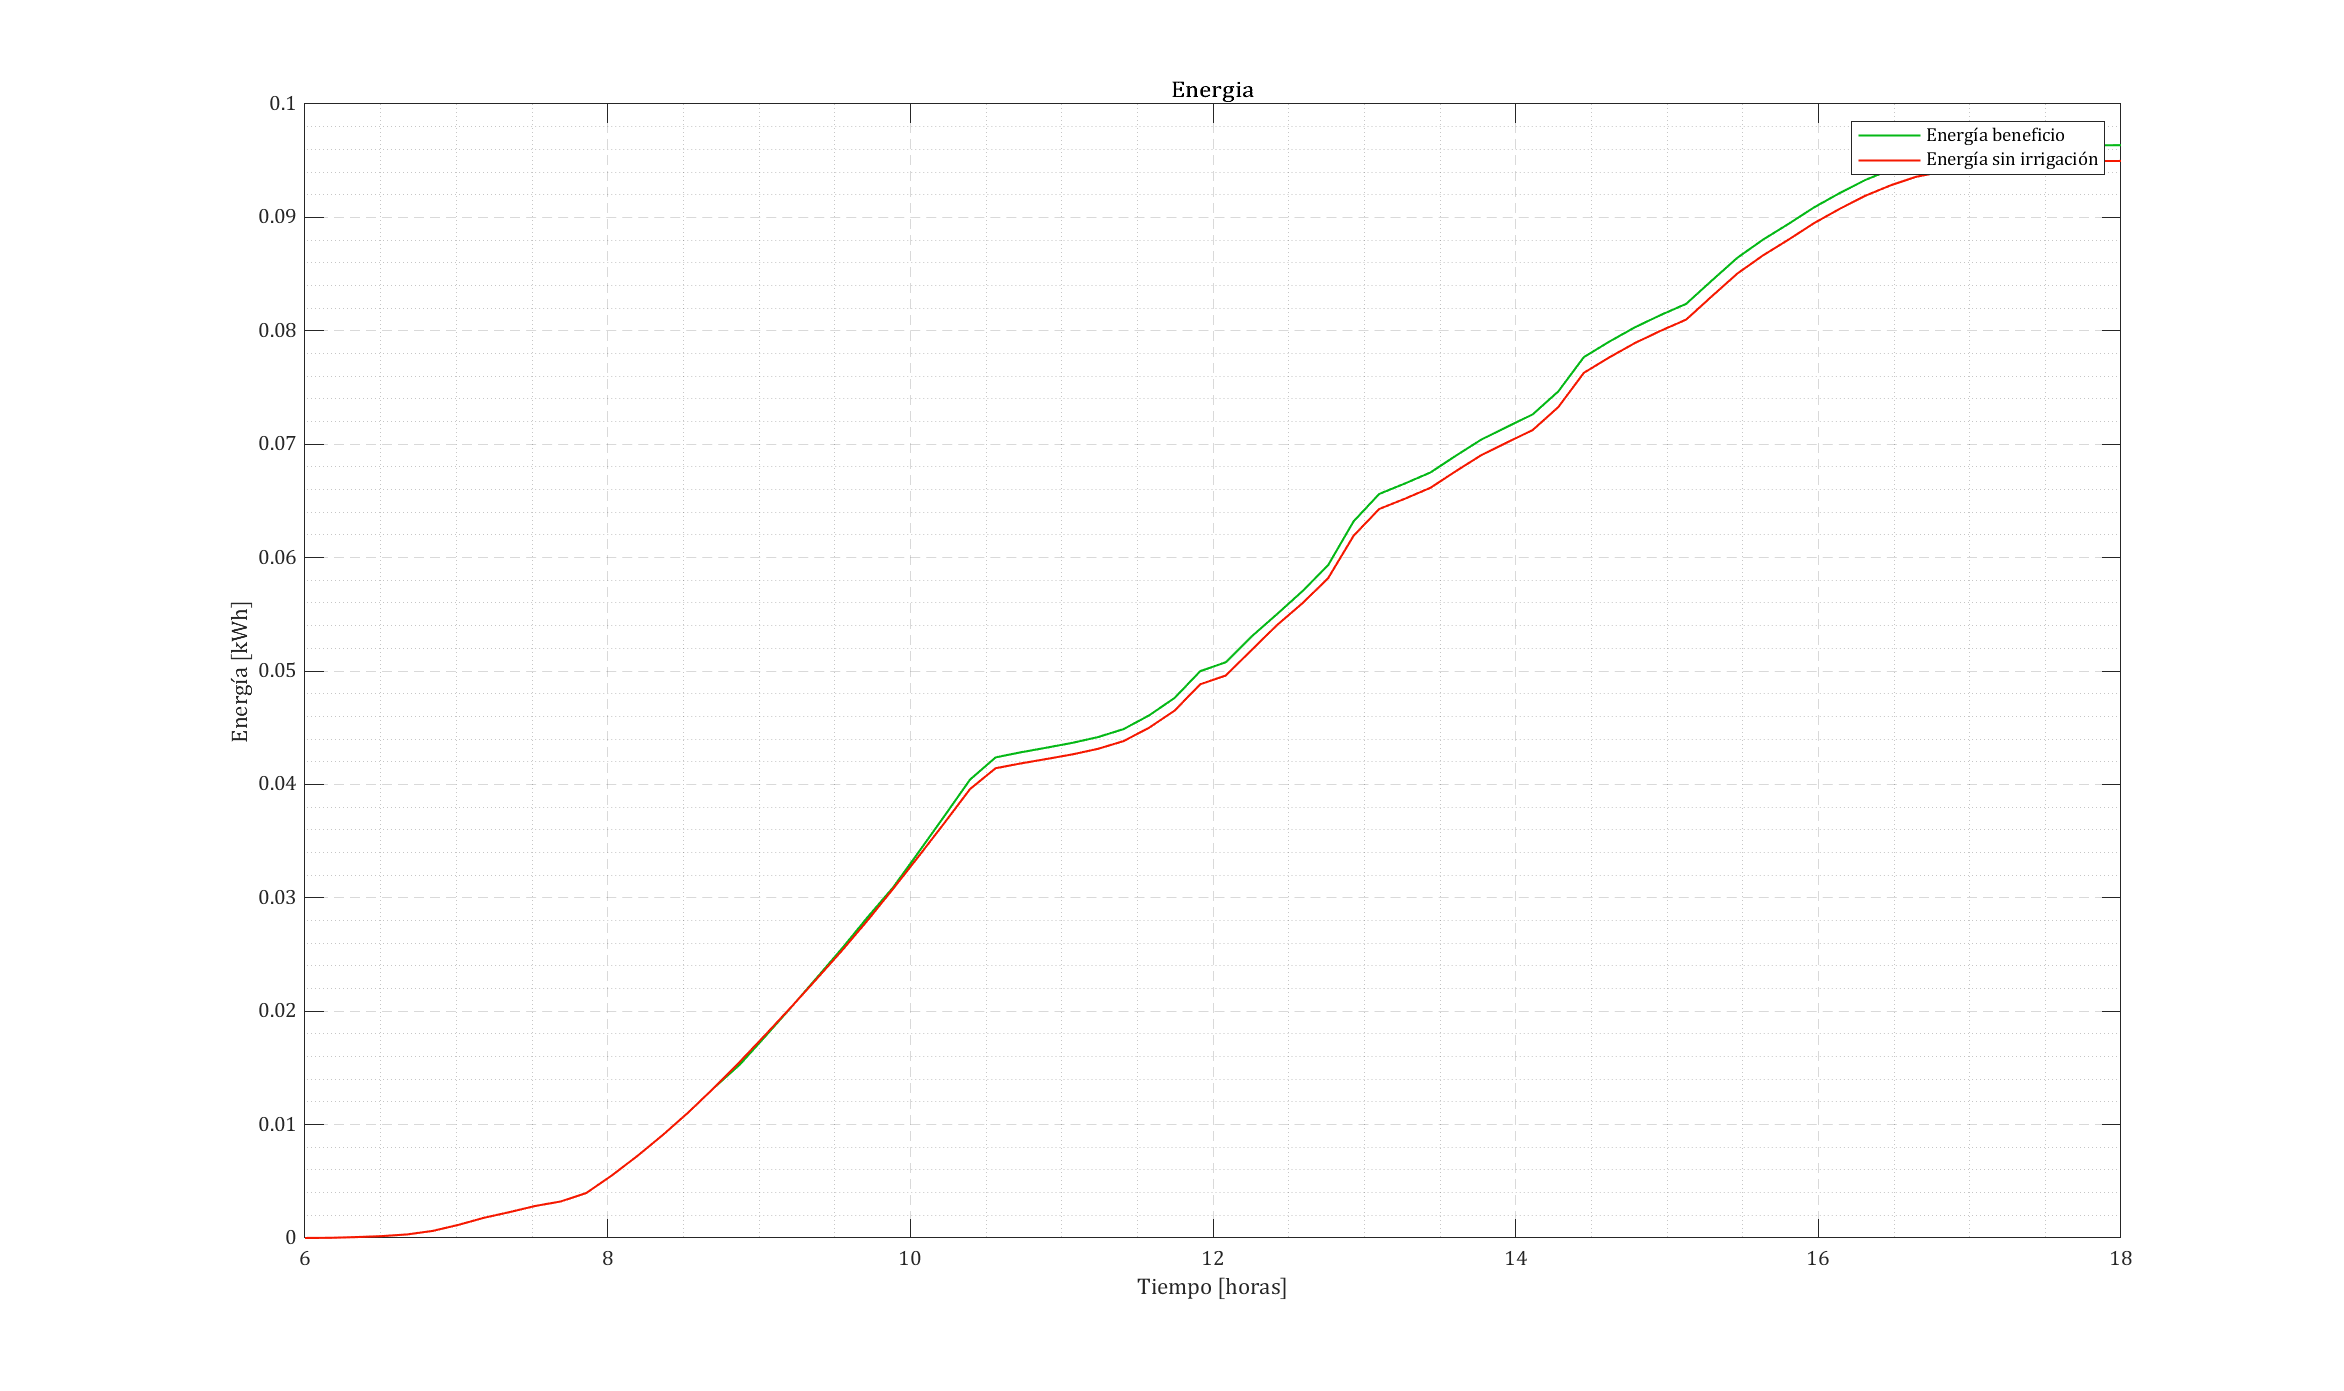 Energia
0.1
0.09
0.08
0.07
0.06
0.05
0.04
0.03
0.02
0.01
0
Energía [kWh]
Energía beneficio
Energía sin irrigación
6 8 10 12 14 16 18
Tiempo [horas]